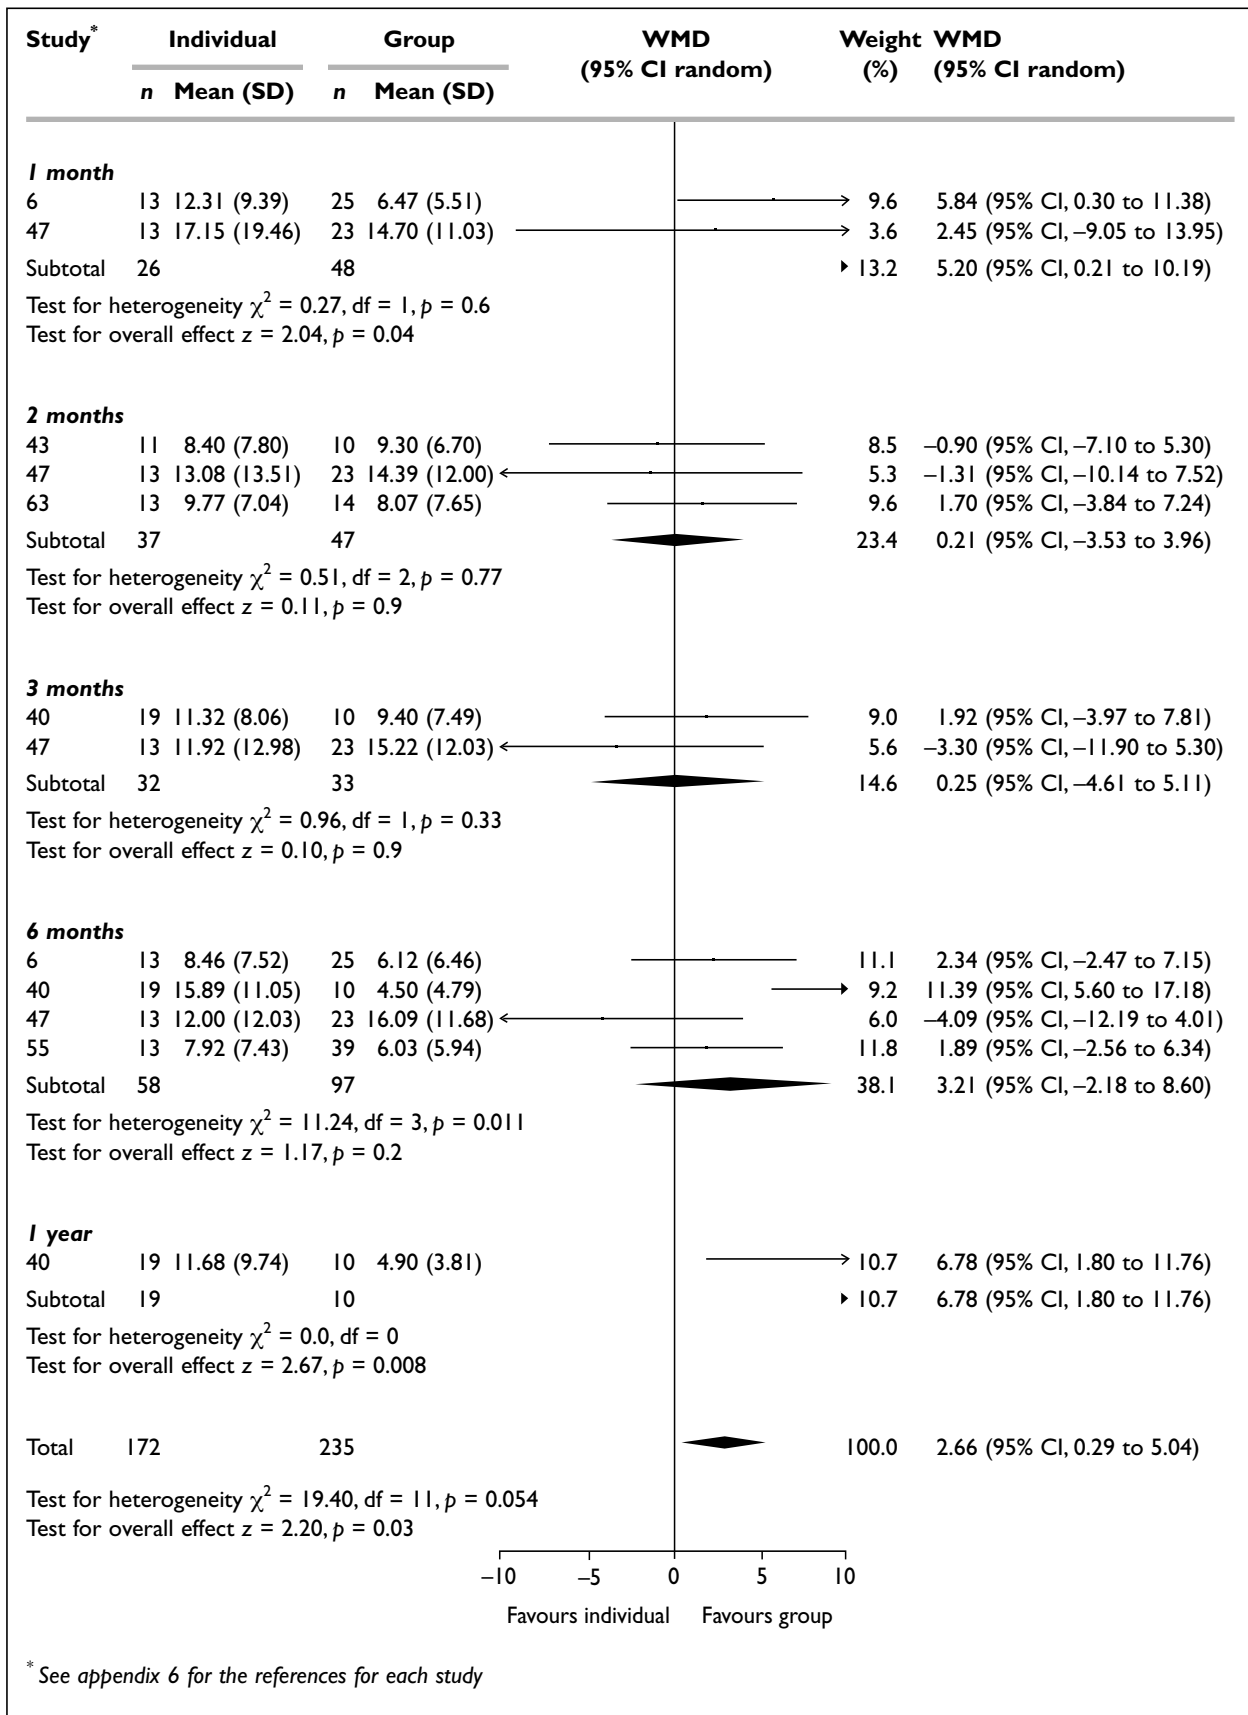 Study* Individual Group WMD Weight WMD
(95% CI random) (%) (95% CI random)
n Mean (SD) n Mean (SD)
1 month
6 13 12.31 (9.39) 25 6.47 (5.51) 9.6 5.84 (95% CI, 0.30 to 11.38)
47 13 17.15 (19.46) 23 14.70 (11.03) 3.6 2.45 (95% CI, –9.05 to 13.95)
Subtotal 26 48 13.2 5.20 (95% CI, 0.21 to 10.19)
Test for heterogeneity χ² = 0.27, df = 1, p = 0.6
Test for overall effect z = 2.04, p = 0.04
2 months
43 11 8.40 (7.80) 10 9.30 (6.70) 8.5 –0.90 (95% CI, –7.10 to 5.30)
47 13 13.08 (13.51) 23 14.39 (12.00) 5.3 –1.31 (95% CI, –10.14 to 7.52)
63 13 9.77 (7.04) 14 8.07 (7.65) 9.6 1.70 (95% CI, –3.84 to 7.24)
Subtotal 37 47 23.4 0.21 (95% CI, –3.53 to 3.96)
Test for heterogeneity χ² = 0.51, df = 2, p = 0.77
Test for overall effect z = 0.11, p = 0.9
3 months
40 19 11.32 (8.06) 10 9.40 (7.49) 9.0 1.92 (95% CI, –3.97 to 7.81)
47 13 11.92 (12.98) 23 15.22 (12.03) 5.6 –3.30 (95% CI, –11.90 to 5.30)
Subtotal 32 33 14.6 0.25 (95% CI, –4.61 to 5.11)
Test for heterogeneity χ² = 0.96, df = 1, p = 0.33
Test for overall effect z = 0.10, p = 0.9
6 months
6 13 8.46 (7.52) 25 6.12 (6.46) 11.1 2.34 (95% CI, –2.47 to 7.15)
40 19 15.89 (11.05) 10 4.50 (4.79) 9.2 11.39 (95% CI, 5.60 to 17.18)
47 13 12.00 (12.03) 23 16.09 (11.68) 6.0 –4.09 (95% CI, –12.19 to 4.01)
55 13 7.92 (7.43) 39 6.03 (5.94) 11.8 1.89 (95% CI, –2.56 to 6.34)
Subtotal 58 97 38.1 3.21 (95% CI, –2.18 to 8.60)
Test for heterogeneity χ² = 11.24, df = 3, p = 0.011
Test for overall effect z = 1.17, p = 0.2
1 year
40 19 11.68 (9.74) 10 4.90 (3.81) 10.7 6.78 (95% CI, 1.80 to 11.76)
Subtotal 19 10 10.7 6.78 (95% CI, 1.80 to 11.76)
Test for heterogeneity χ² = 0.0, df = 0
Test for overall effect z = 2.67, p = 0.008
Total 172 235 100.0 2.66 (95% CI, 0.29 to 5.04)
Test for heterogeneity χ² = 19.40, df = 11, p = 0.054
Test for overall effect z = 2.20, p = 0.03
–10 –5 0 5 10
Favours individual Favours group
* See appendix 6 for the references for each study